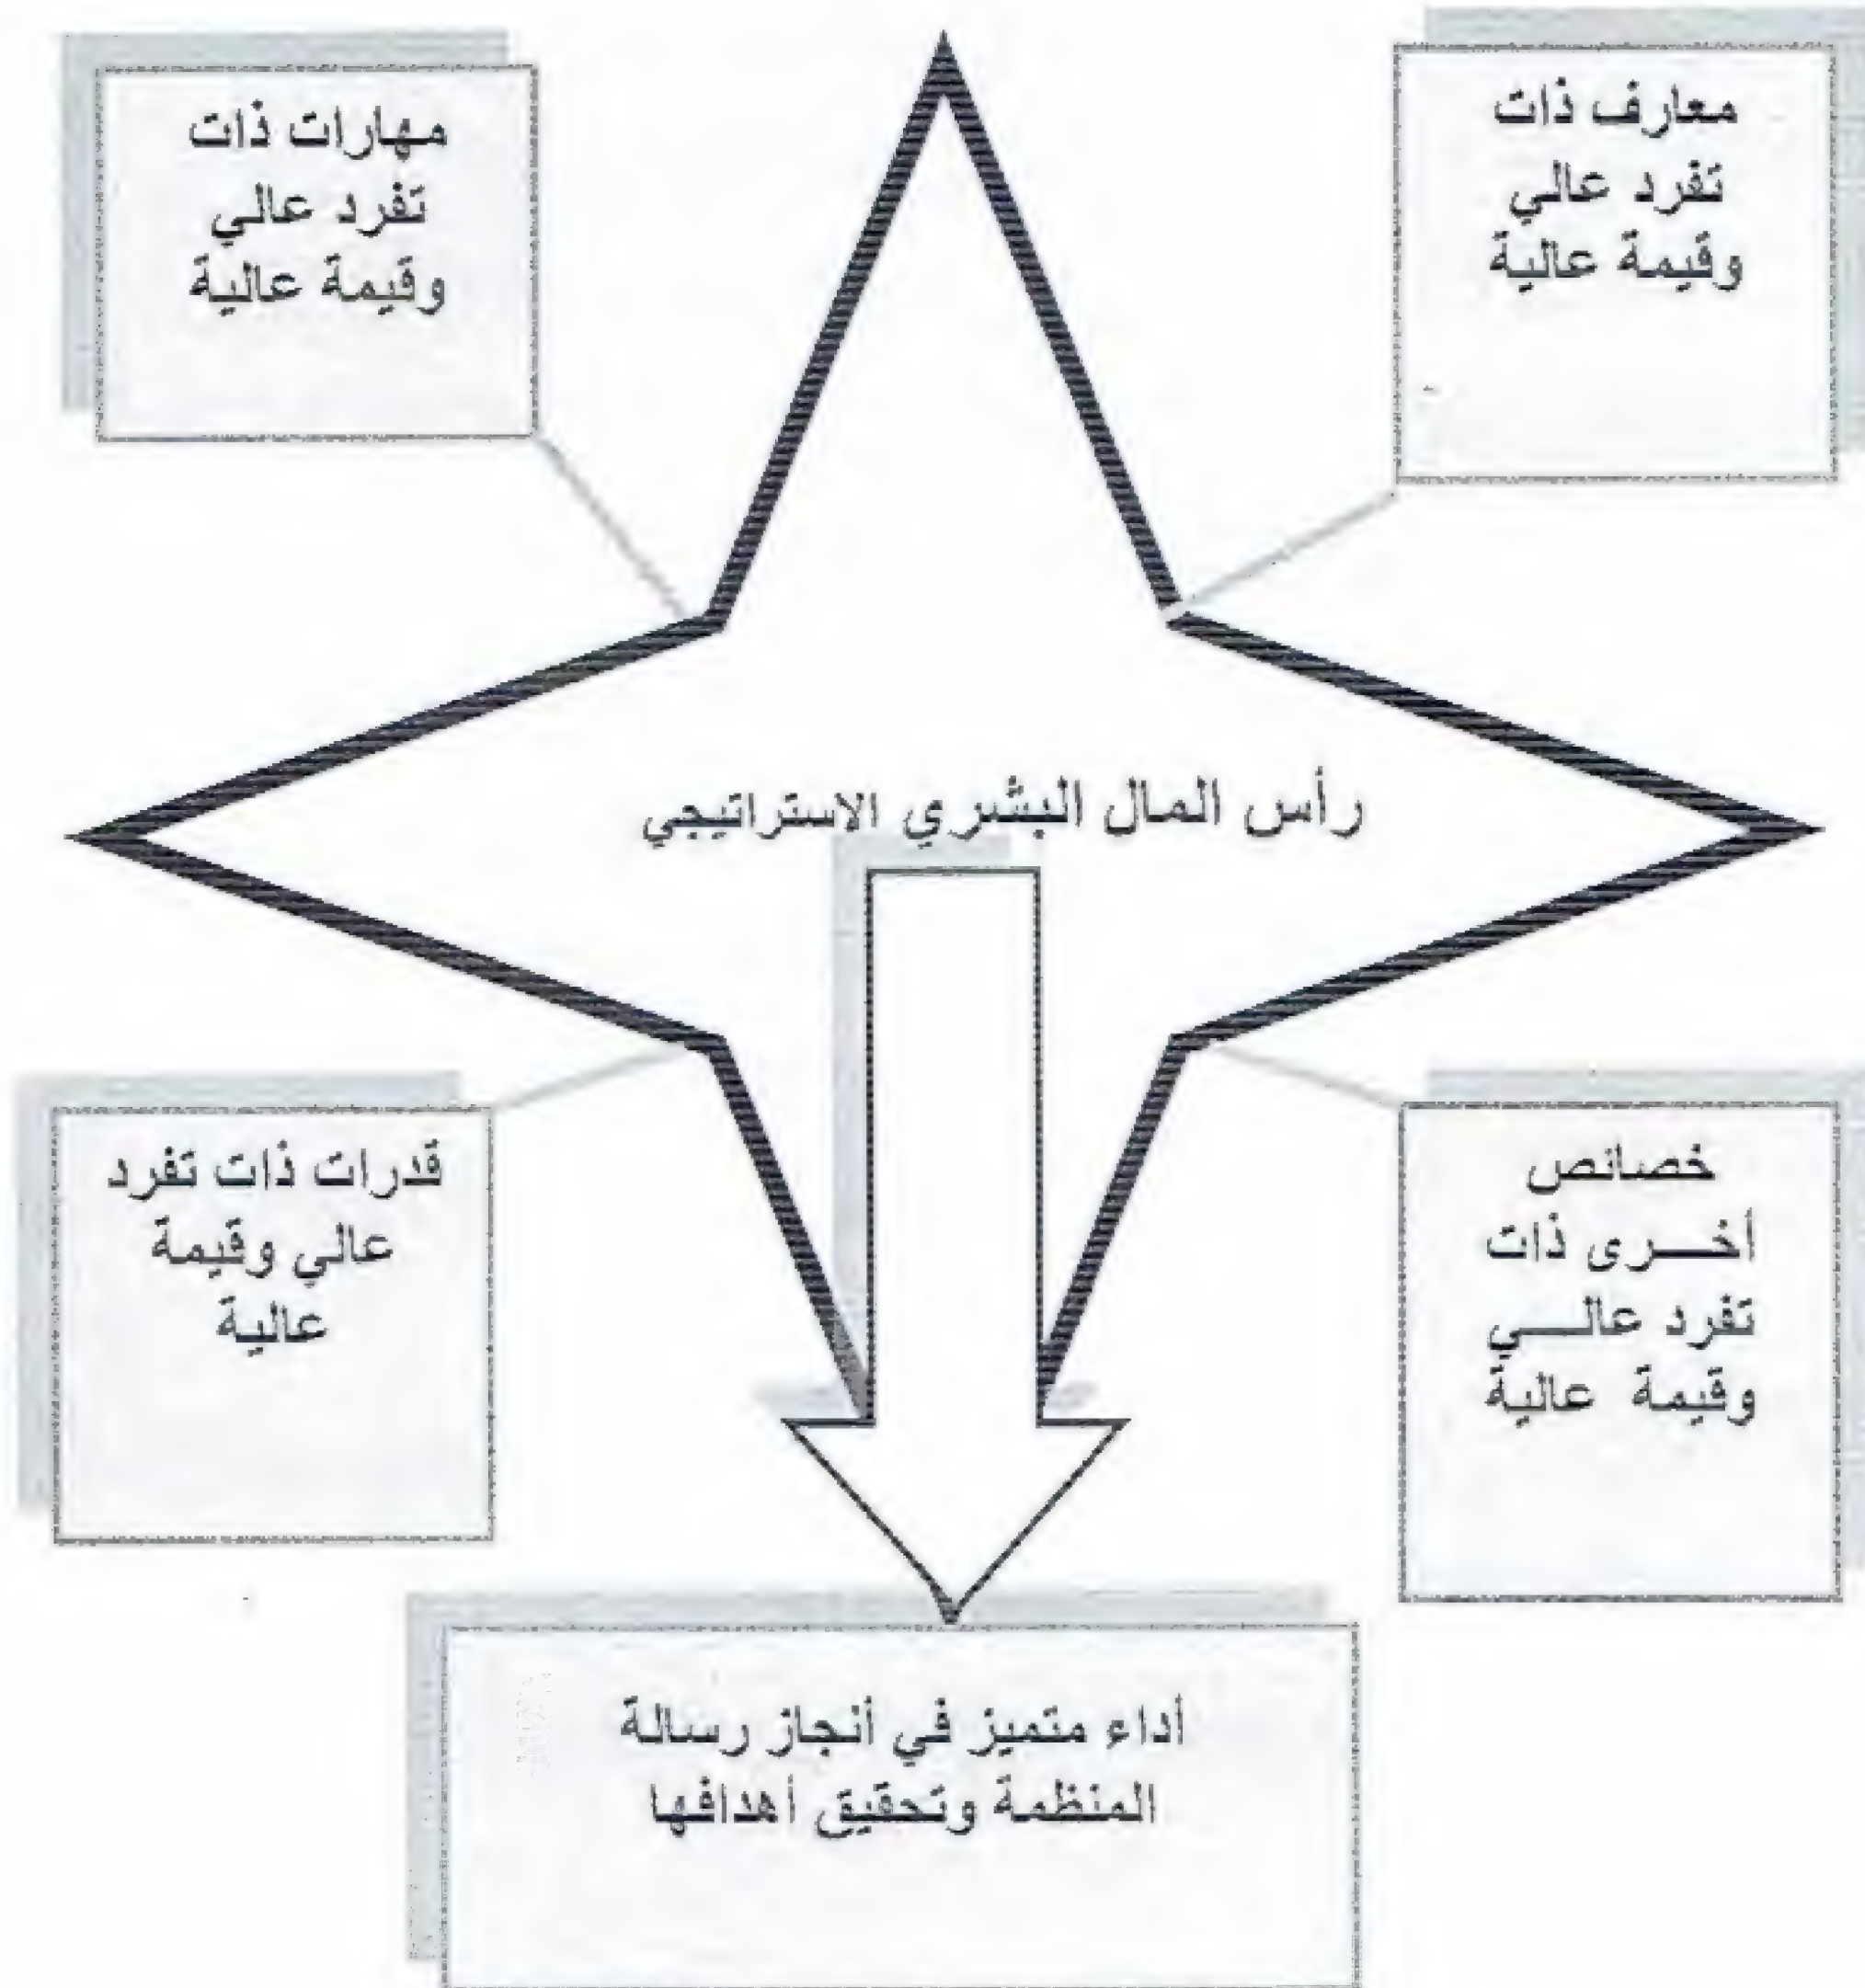 معارف ذات
تفرد عالي
وقيمة عالية
مهارات ذات
تفرد عالي
وقيمة عالية
رأس المال البشري الاستراتيجي
خصائص
أخرى ذات
تفرد عالي
وقيمة عالية
قدرات ذات تفرد
عالي وقيمة
عالية
أداء متميز في أنجاز رسالة
المنظمة وتحقيق أهدافها